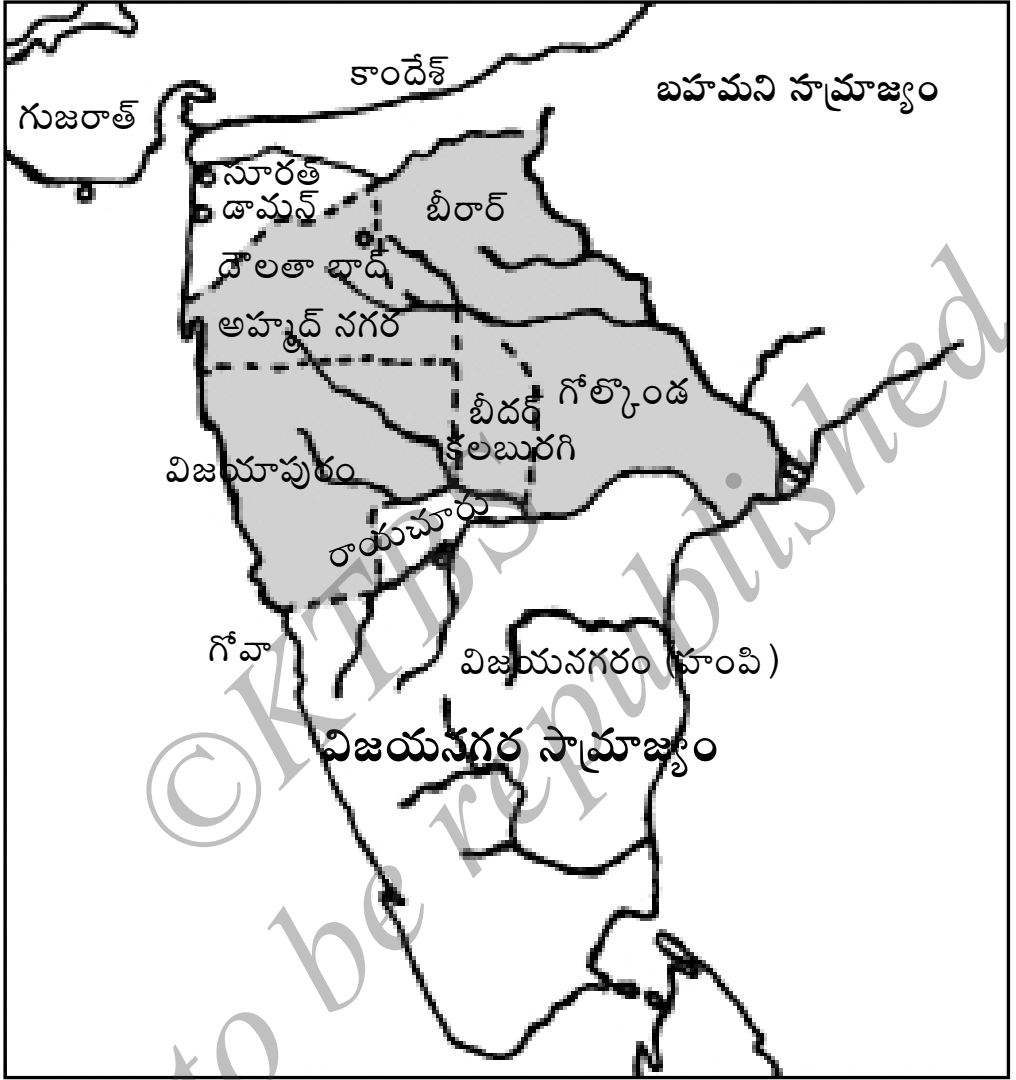 కాందేశ్
బహమని సామ్రాజ్యం
గుజరాత్
సూరత్
డామన్
బీరార్
దౌలతా బాద్
అహ్మద్ నగర
గోల్కొండ
బీదర్
కలబురగి
విజయాపురం
రాయచూరు
గోవా
విజయనగరం (హంపి)
విజయనగర సామ్రాజ్యం
©KTBS
to be republished